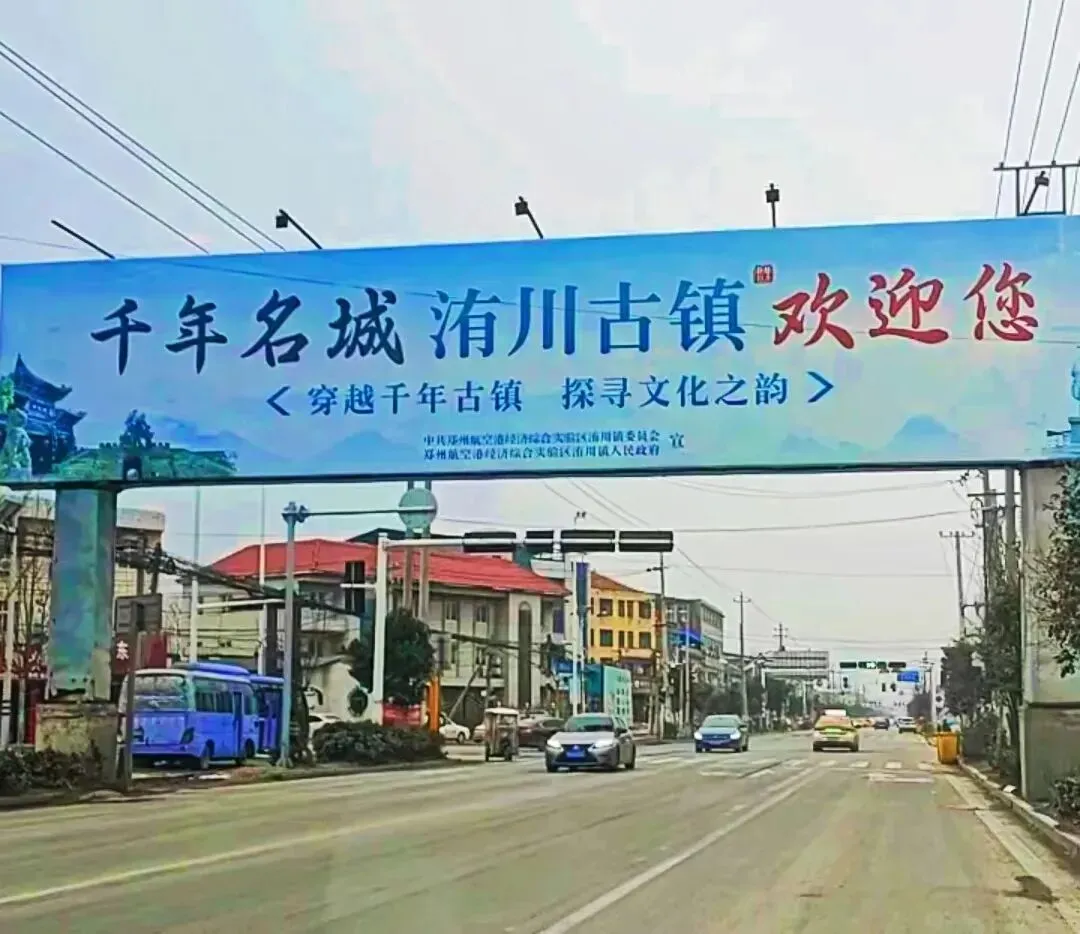 千年名城 洧川古镇 欢迎您
<穿越千年古镇 探寻文化之韵>
中共郑州航空港经济综合实验区洧川镇委员会
郑州航空港经济综合实验区洧川镇人民政府 宣
东